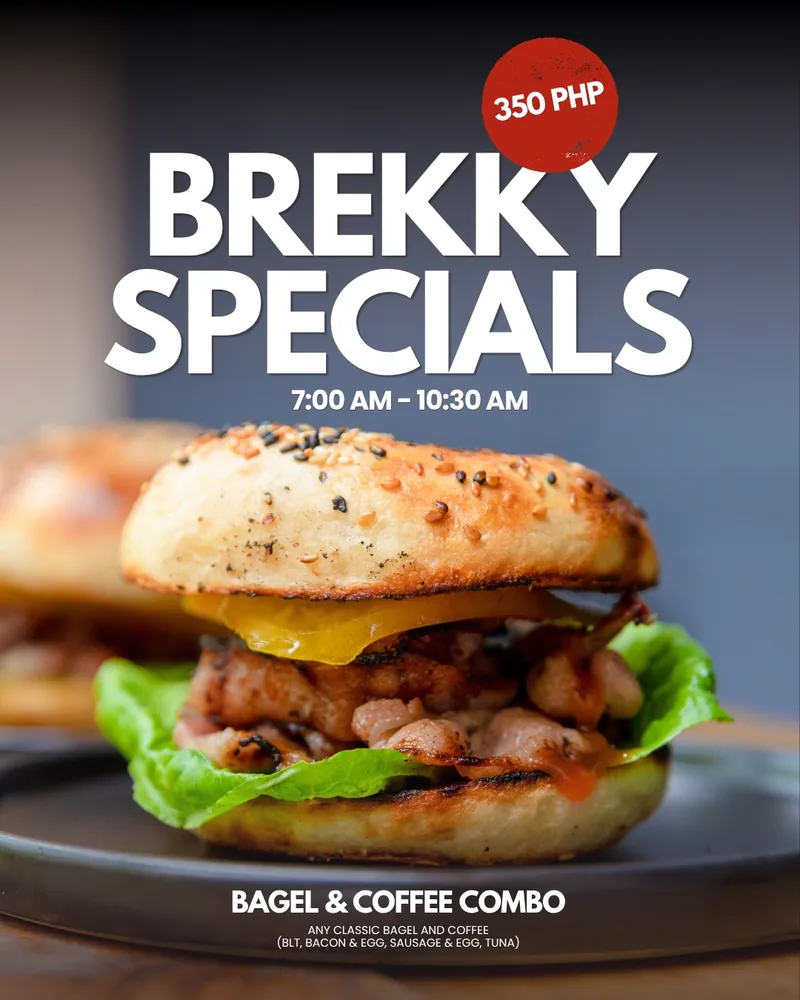 350 PHP
BREKKY
SPECIALS
7:00 AM – 10:30 AM
BAGEL & COFFEE COMBO
ANY CLASSIC BAGEL AND COFFEE
(BLT, BACON & EGG, SAUSAGE & EGG, TUNA)